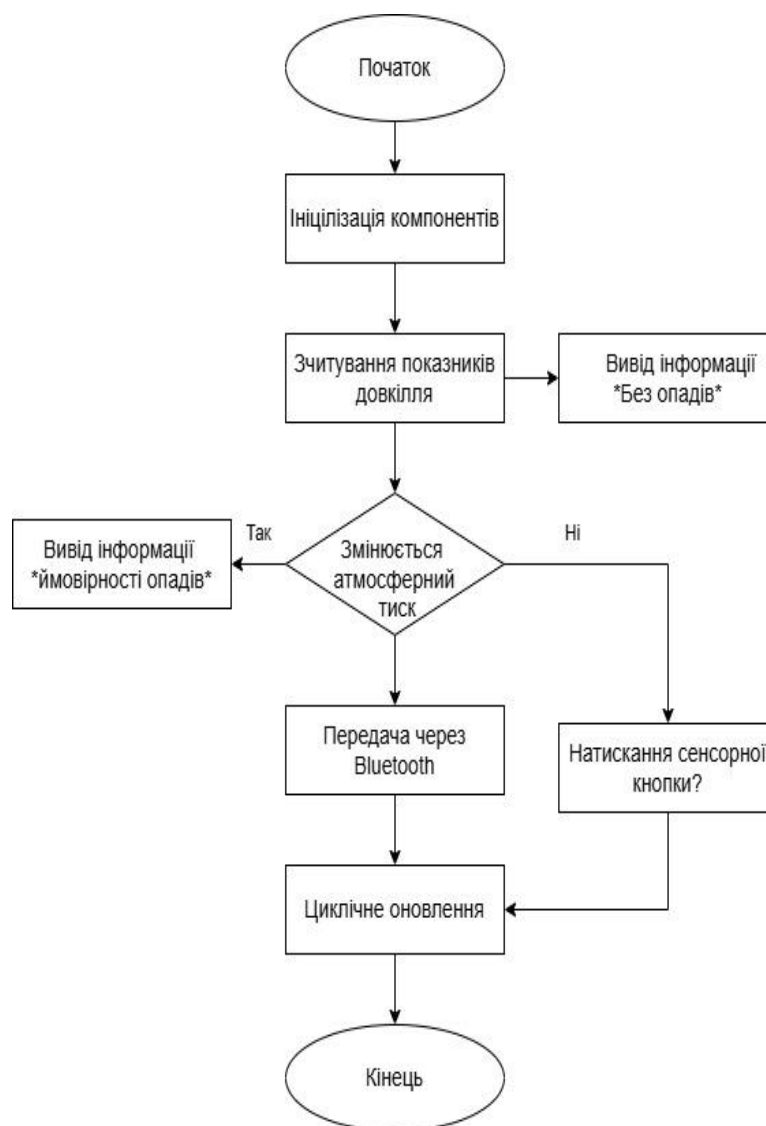 Початок
Ініцілізація компонентів
Зчитування показників
довкілля
Вивід інформації
*Без опадів*
Так
Ні
Вивід інформації
*ймовірності опадів*
Змінюється
атмосферний
тиск
Передача через
Bluetooth
Натискання сенсорної
кнопки?
Циклічне оновлення
Кінець